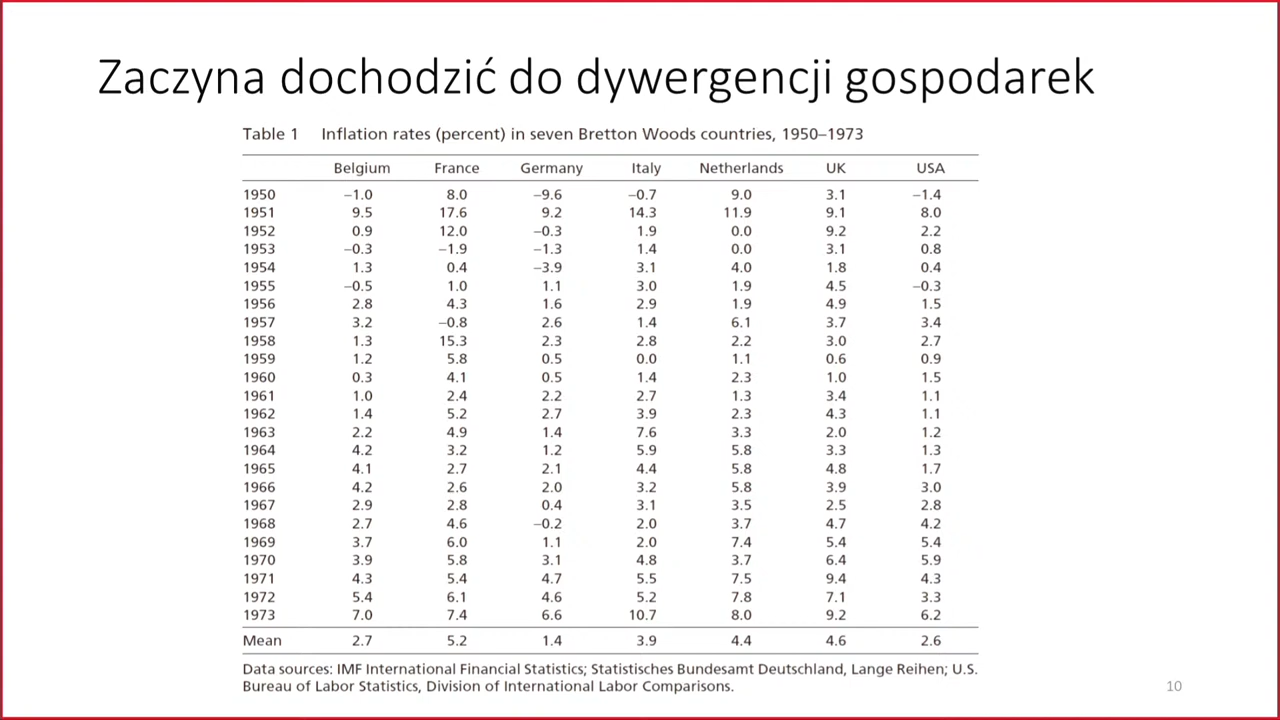 Zaczyna dochodzić do dywergencji gospodarek
Table 1 Inflation rates (percent) in seven Bretton Woods countries, 1950–1973
Belgium France Germany Italy Netherlands UK USA
1950 –1.0 8.0 –9.6 –0.7 9.0 3.1 –1.4
1951 9.5 17.6 9.2 14.3 11.9 9.1 8.0
1952 0.9 12.0 –0.3 1.9 0.0 9.2 2.2
1953 –0.3 –1.9 –1.3 1.4 0.0 3.1 0.8
1954 1.3 0.4 –3.9 3.1 4.0 1.8 0.4
1955 –0.5 1.0 1.1 3.0 1.9 4.5 –0.3
1956 2.8 4.3 1.6 2.9 1.9 4.9 1.5
1957 3.2 –0.8 2.6 1.4 6.1 3.7 3.4
1958 1.3 15.3 2.3 2.8 2.2 3.0 2.7
1959 1.2 5.8 0.5 0.0 1.1 0.6 0.9
1960 0.3 4.1 0.5 1.4 2.3 1.0 1.5
1961 1.0 2.4 2.2 2.7 1.3 3.4 1.1
1962 1.4 5.2 2.7 3.9 2.3 4.3 1.1
1963 2.2 4.9 1.4 7.6 3.3 2.0 1.2
1964 4.2 3.2 1.2 5.9 5.8 3.3 1.3
1965 4.1 2.7 2.1 4.4 5.8 4.8 1.7
1966 4.2 2.6 2.0 3.2 5.8 3.9 3.0
1967 2.9 2.8 0.4 3.1 3.5 2.5 2.8
1968 2.7 4.6 –0.2 2.0 3.7 4.7 4.2
1969 3.7 6.0 1.1 2.0 7.4 5.4 5.4
1970 3.9 5.8 3.1 4.8 3.7 6.4 5.9
1971 4.3 5.4 4.7 5.5 7.5 9.4 4.3
1972 5.4 6.1 4.6 5.2 7.8 7.1 3.3
1973 7.0 7.4 6.6 10.7 8.0 9.2 6.2
Mean 2.7 5.2 1.4 3.9 4.4 4.6 2.6
Data sources: IMF International Financial Statistics; Statistisches Bundesamt Deutschland, Lange Reihen; U.S.
Bureau of Labor Statistics, Division of International Labor Comparisons.
10